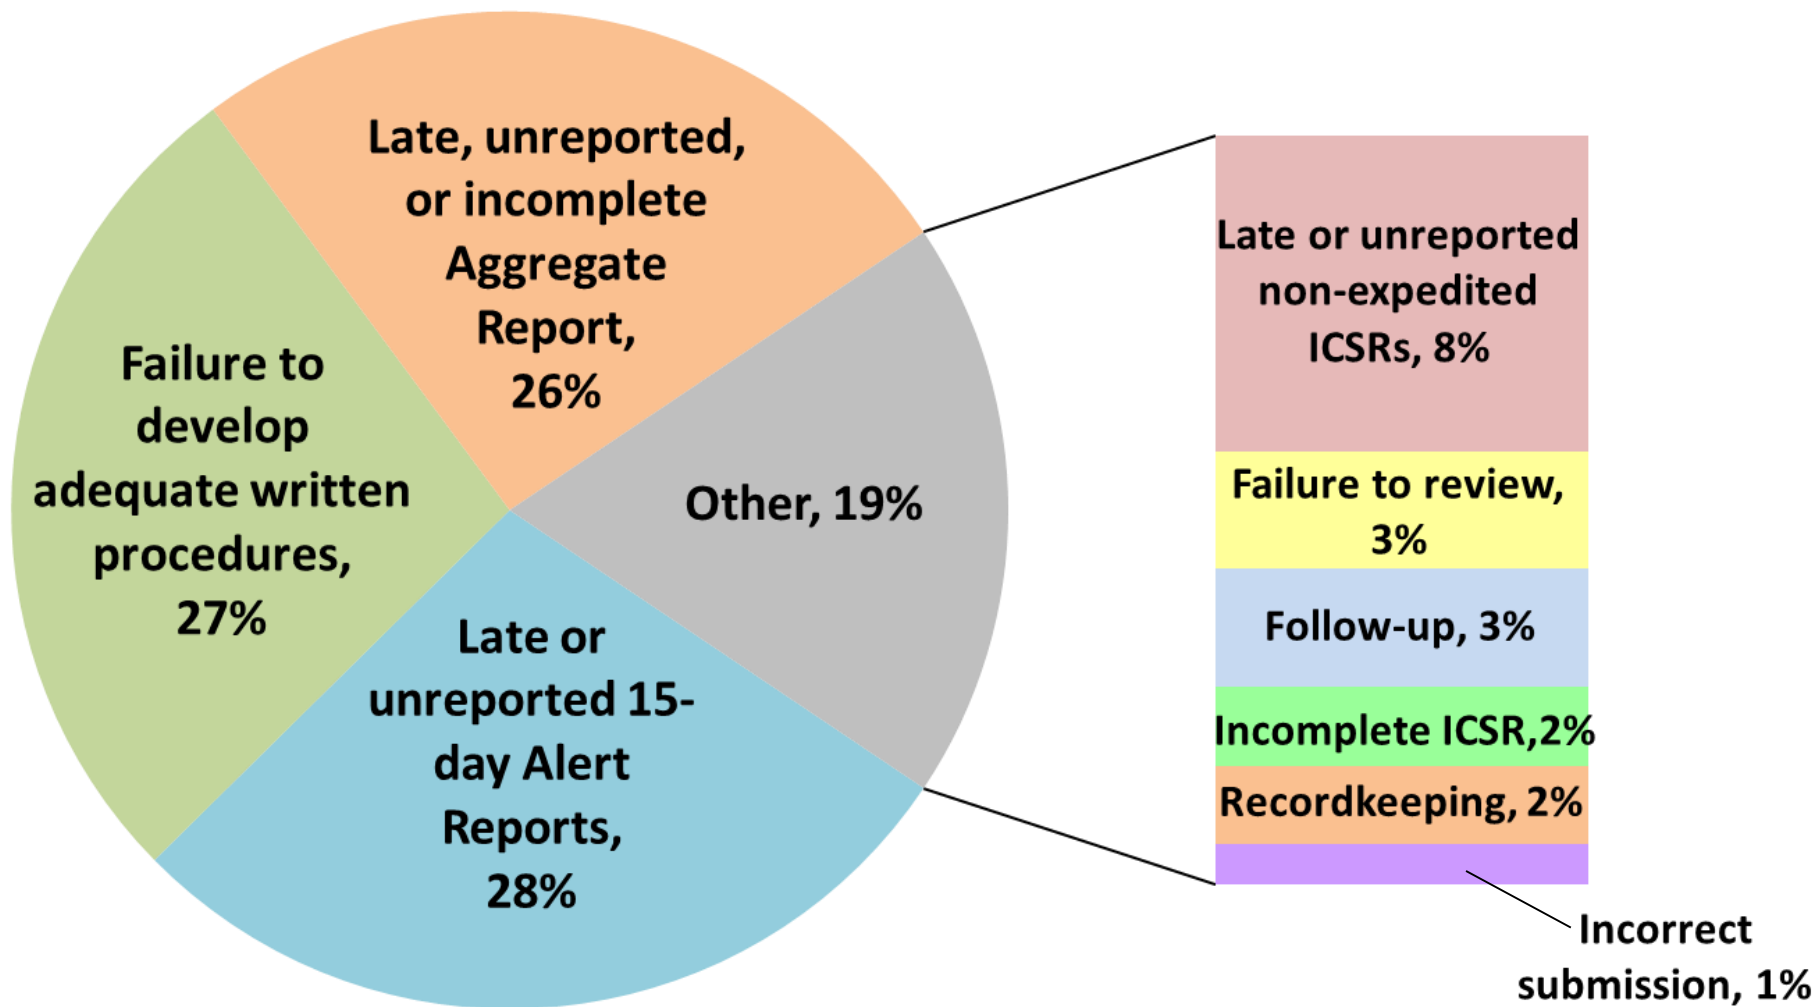 Late, unreported,
or incomplete
Aggregate
Report,
26%
Failure to
develop
adequate written
procedures,
27%
Other, 19%
Late or
unreported 15-
day Alert
Reports,
28%
Late or unreported
non-expedited
ICSRs, 8%
Failure to review,
3%
Follow-up, 3%
Incomplete ICSR,2%
Recordkeeping, 2%
Incorrect
submission, 1%